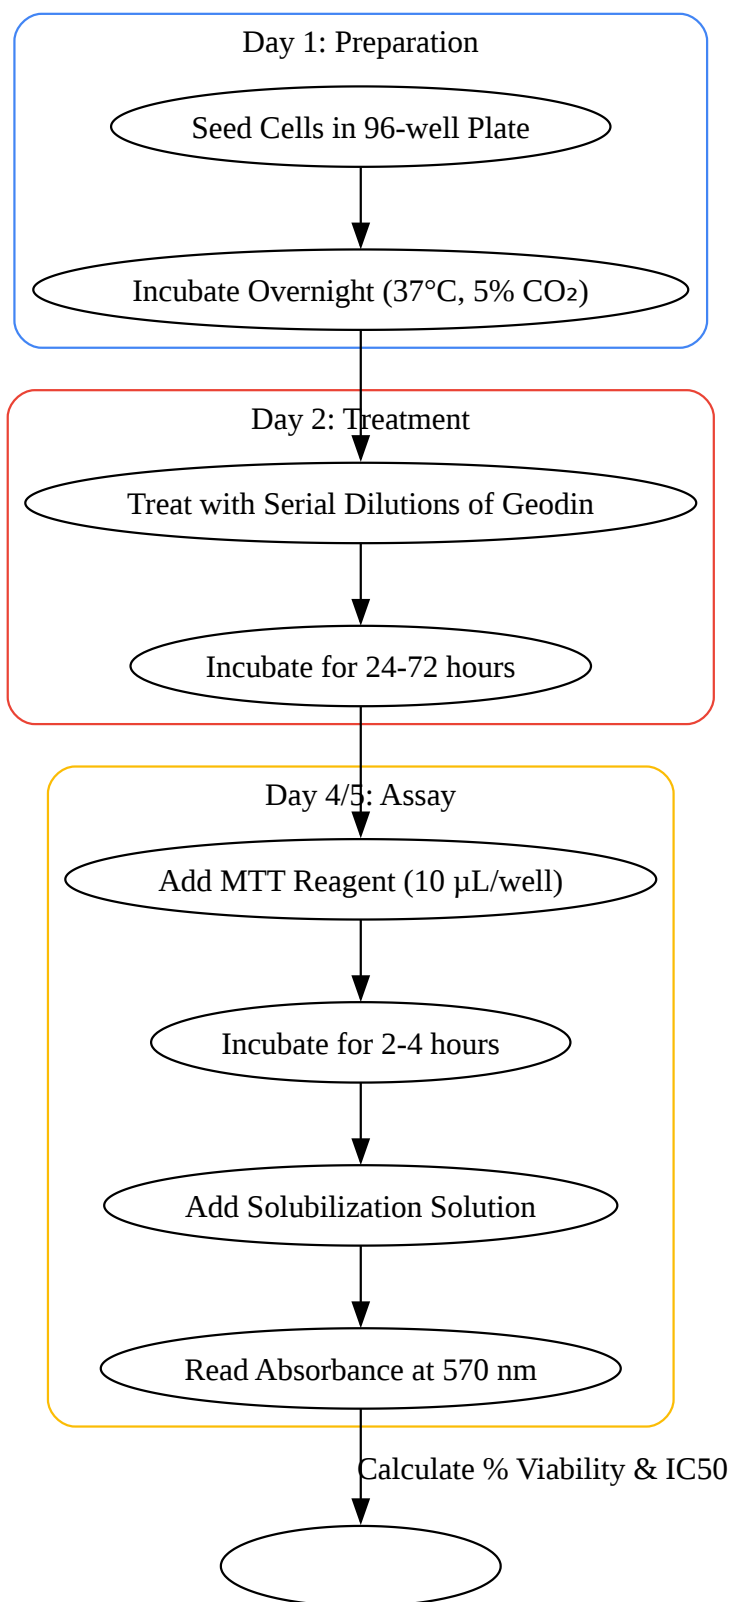 Day 1: Preparation
Seed Cells in 96-well Plate
Incubate Overnight (37°C, 5% CO₂)
Day 2: Treatment
Treat with Serial Dilutions of Geodin
Incubate for 24-72 hours
Day 4/5: Assay
Add MTT Reagent (10 µL/well)
Incubate for 2-4 hours
Add Solubilization Solution
Read Absorbance at 570 nm
Calculate % Viability & IC50